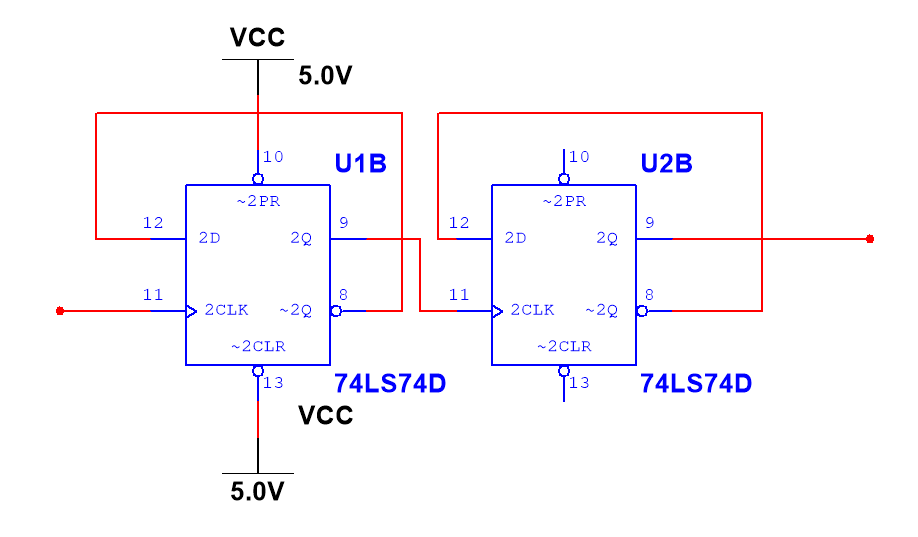 VCC
5.0V
10
U1B
~2PR
12
9
2D
2Q
11
8
2CLK
~2Q
~2CLR
13
74LS74D
VCC
5.0V
10
U2B
~2PR
12
9
2D
2Q
11
8
2CLK
~2Q
~2CLR
13
74LS74D